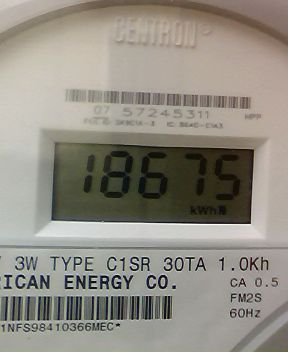 CENTRON®
07 57245311
18675
kWh
3W TYPE C1SR 30TA 1.0Kh
RICAN ENERGY CO.
CA 0.5
FM2S
60Hz
1NFS98410366MEC*